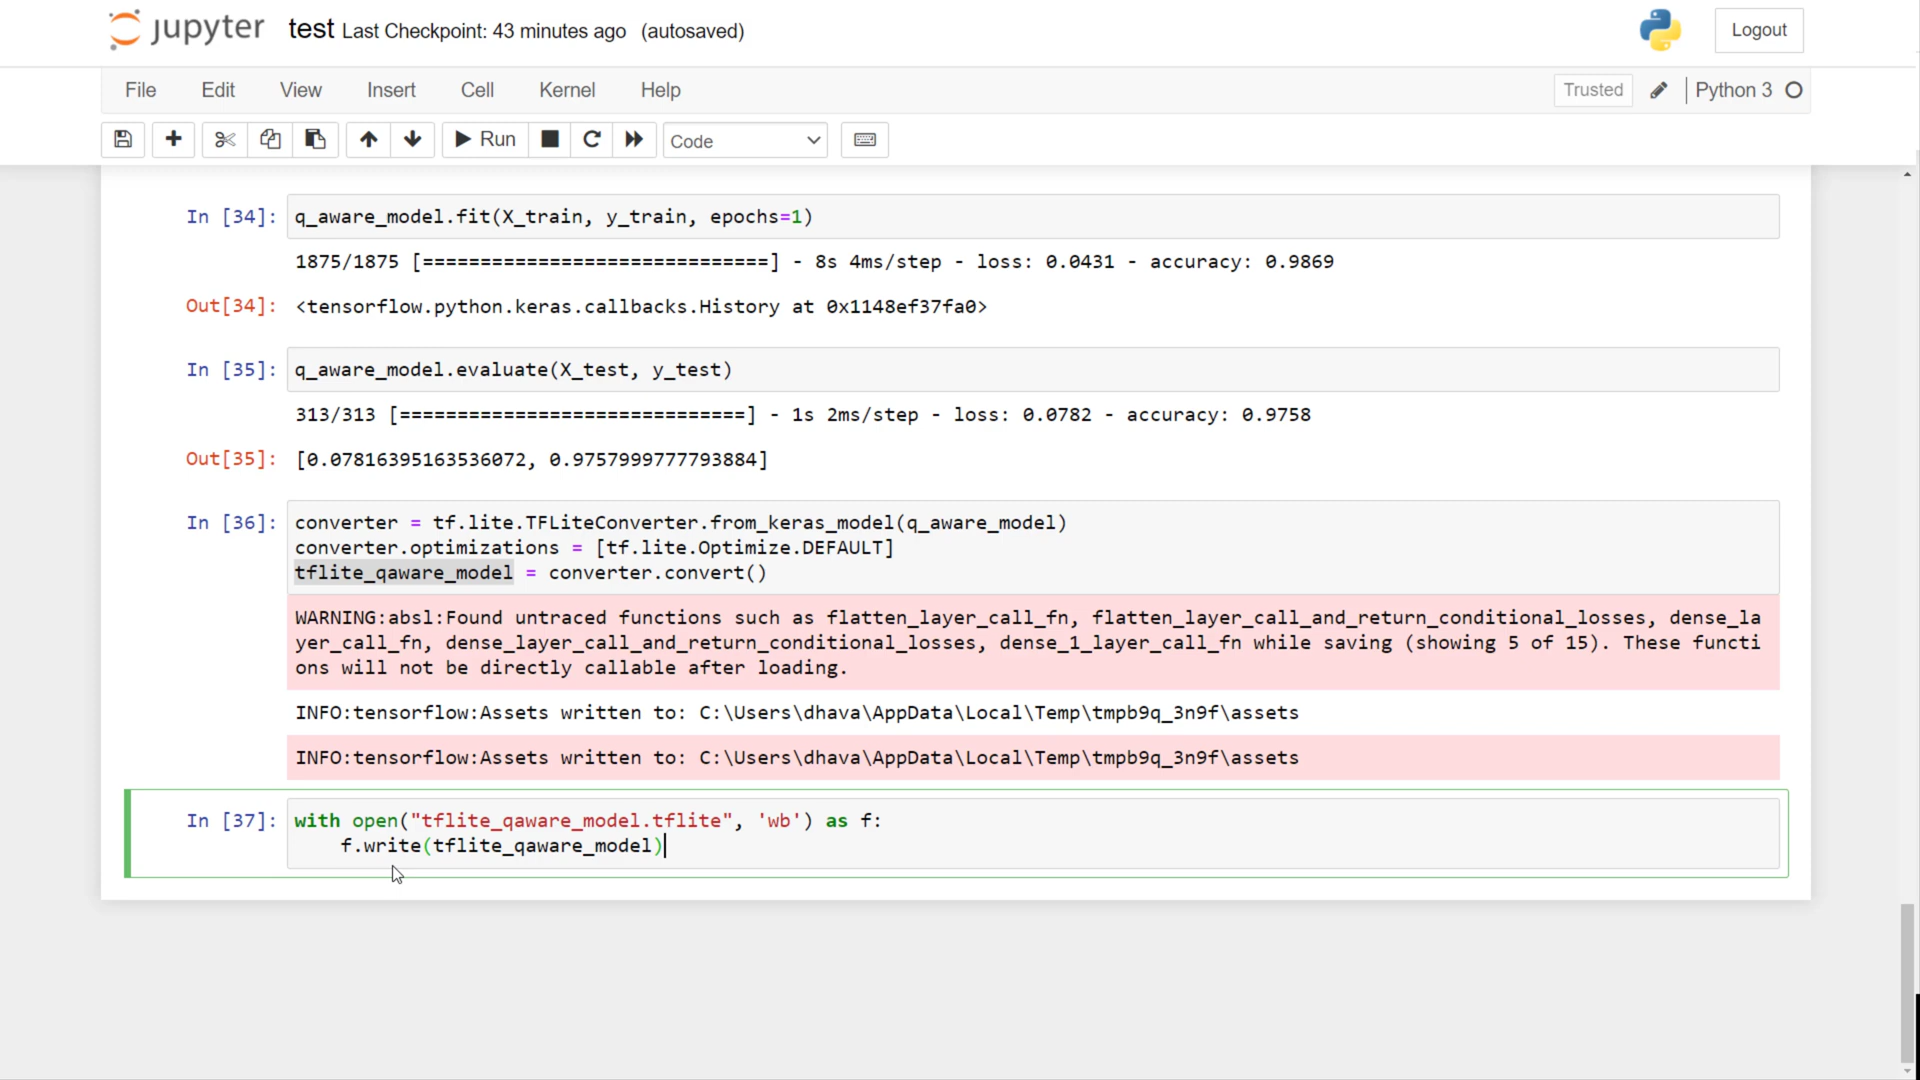 jupyter test Last Checkpoint: 43 minutes ago (autosaved) Logout
File Edit View Insert Cell Kernel Help Trusted Python 3
Run Code
In [34]: q_aware_model.fit(X_train, y_train, epochs=1)
1875/1875 [==============================] - 8s 4ms/step - loss: 0.0431 - accuracy: 0.9869
Out[34]: <tensorflow.python.keras.callbacks.History at 0x1148ef37fa0>
In [35]: q_aware_model.evaluate(X_test, y_test)
313/313 [==============================] - 1s 2ms/step - loss: 0.0782 - accuracy: 0.9758
Out[35]: [0.07816395163536072, 0.9757999777793884]
In [36]: converter = tf.lite.TFLiteConverter.from_keras_model(q_aware_model)
converter.optimizations = [tf.lite.Optimize.DEFAULT]
tflite_qaware_model = converter.convert()
WARNING:absl:Found untraced functions such as flatten_layer_call_fn, flatten_layer_call_and_return_conditional_losses, dense_la
yer_call_fn, dense_layer_call_and_return_conditional_losses, dense_1_layer_call_fn while saving (showing 5 of 15). These functi
ons will not be directly callable after loading.
INFO:tensorflow:Assets written to: C:\Users\dhava\AppData\Local\Temp\tmpb9q_3n9f\assets
INFO:tensorflow:Assets written to: C:\Users\dhava\AppData\Local\Temp\tmpb9q_3n9f\assets
In [37]: with open("tflite_qaware_model.tflite", 'wb') as f:
    f.write(tflite_qaware_model)